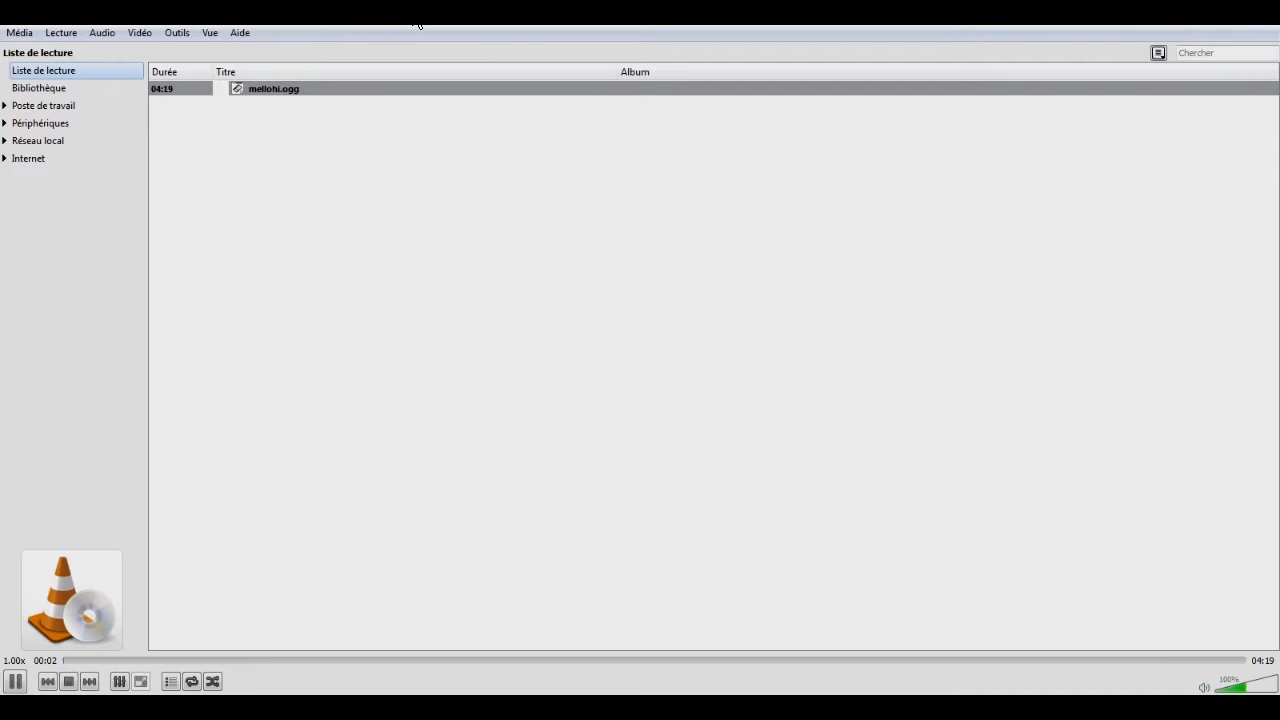 Média Lecture Audio Vidéo Outils Vue Aide
Liste de lecture
Chercher
Liste de lecture
Bibliothèque
Poste de travail
Périphériques
Réseau local
Internet
Durée Titre Album
04:19 mellohi.ogg
1.00x 00:02 04:19
100%